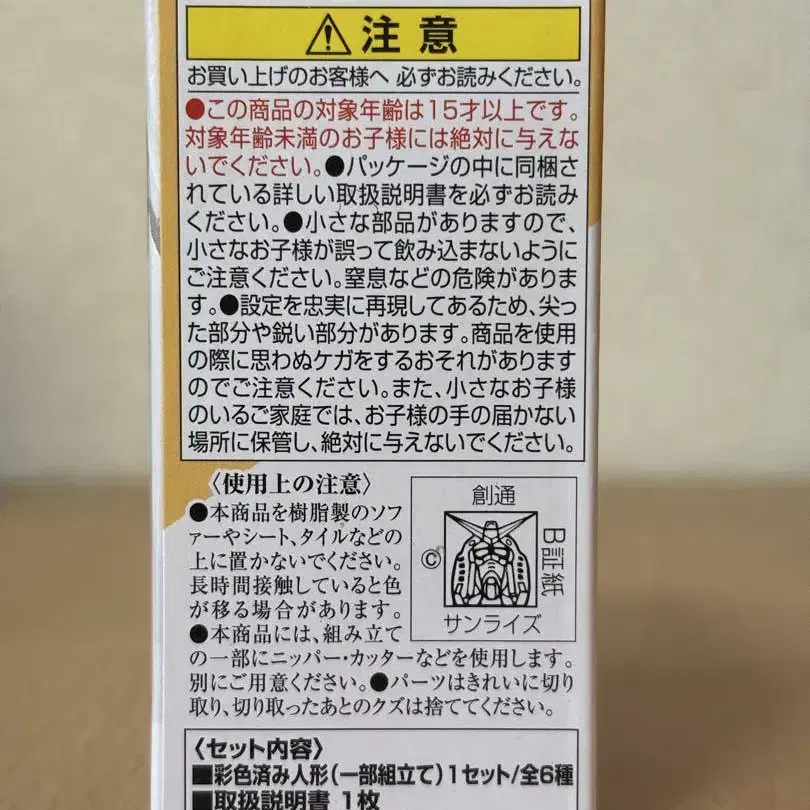 ⚠注意
お買い上げのお客様へ 必ずお読みください。
●この商品の対象年齢は15才以上です。
対象年齢未満のお子様には絶対に与えな
いでください。●パッケージの中に同梱さ
れている詳しい取扱説明書を必ずお読み
ください。●小さな部品がありますので、
小さなお子様が誤って飲み込まないように
ご注意ください。窒息などの危険がありま
す。●設定を忠実に再現してあるため、尖っ
た部分や鋭い部分があります。商品を使用
の際に思わぬケガをするおそれがあります
のでご注意ください。また、小さなお子様
のいるご家庭では、お子様の手の届かない
場所に保管し、絶対に与えないでください。
〈使用上の注意〉
●本商品を樹脂製のソフ
ァーやシート、タイルなどの
上に置かないでください。
長時間接触していると色
が移る場合があります。
●本商品には、組み立て
の一部にニッパー・カッターなどを使用します。
別にご用意ください。●パーツはきれいに切り
取り、切り取ったあとのクズは捨ててください。
創通
©
B証紙
サンライズ
〈セット内容〉
■彩色済み人形(一部組立て)1セット/全6種
■取扱説明書 1枚